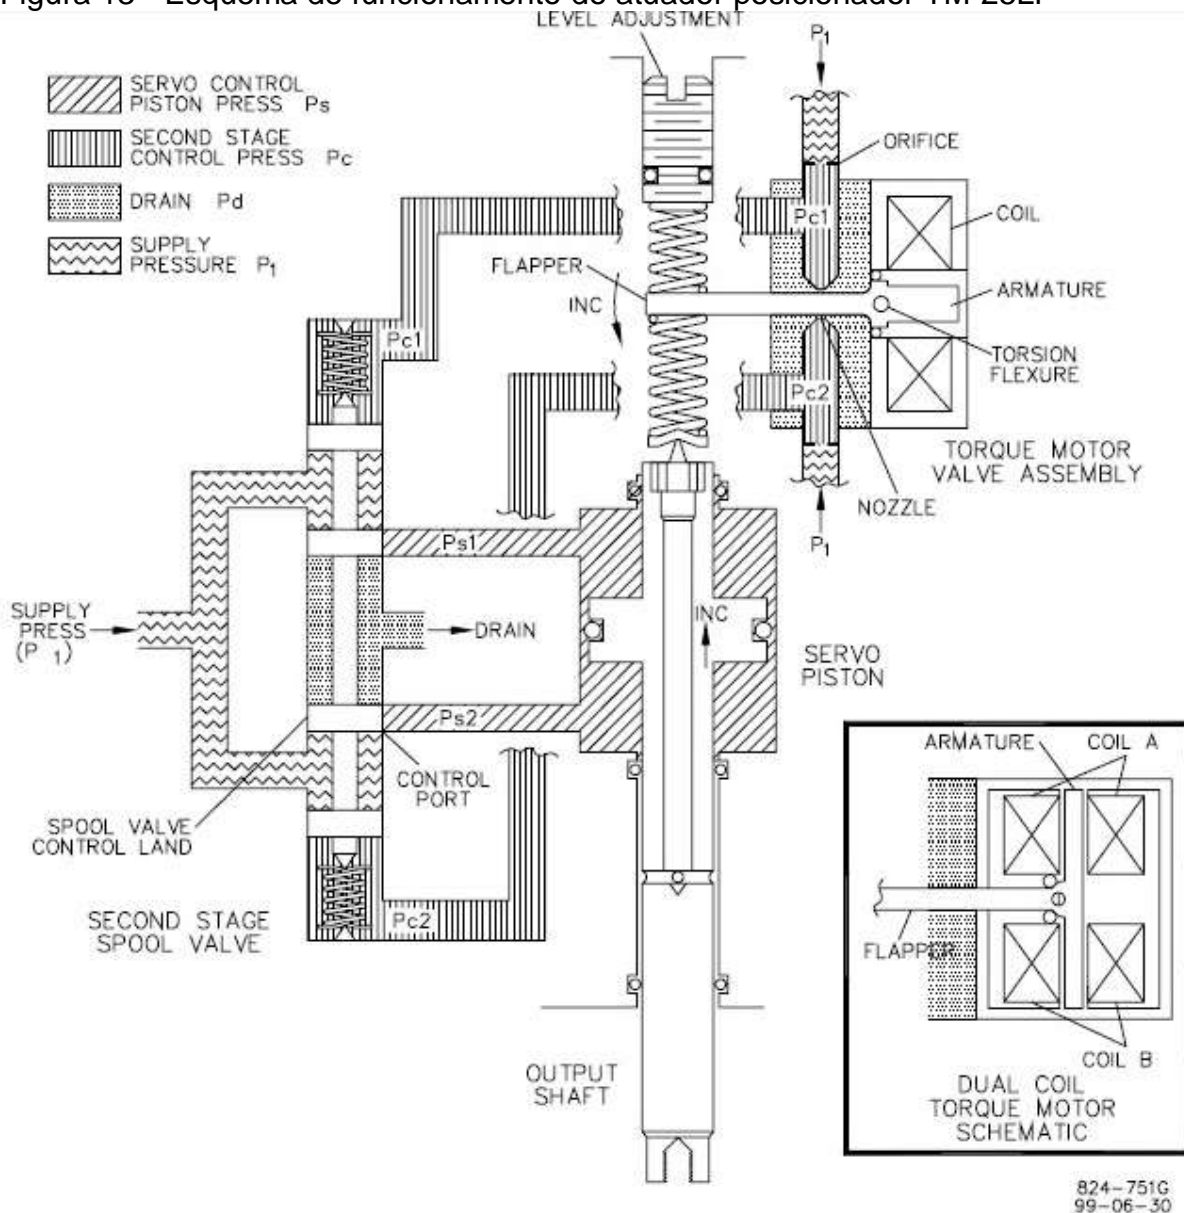 Figura 18 - Esquema de funcionamento do atuador posicionador TM-25LP
LEVEL ADJUSTMENT
P1
SERVO CONTROL
PISTON PRESS Ps
SECOND STAGE
CONTROL PRESS Pc
DRAIN Pd
SUPPLY
PRESSURE P1
ORIFICE
Pc1
COIL
FLAPPER
INC
ARMATURE
Pc1
TORSION
FLEXURE
Pc2
TORQUE MOTOR
VALVE ASSEMBLY
NOZZLE
P1
Ps1
SUPPLY
PRESS
(P 1)
DRAIN
INC
SERVO
PISTON
Ps2
CONTROL
PORT
SPOOL VALVE
CONTROL LAND
SECOND STAGE
SPOOL VALVE
Pc2
OUTPUT
SHAFT
ARMATURE
COIL A
FLAPPER
COIL B
DUAL COIL
TORQUE MOTOR
SCHEMATIC
824-751G
99-06-30